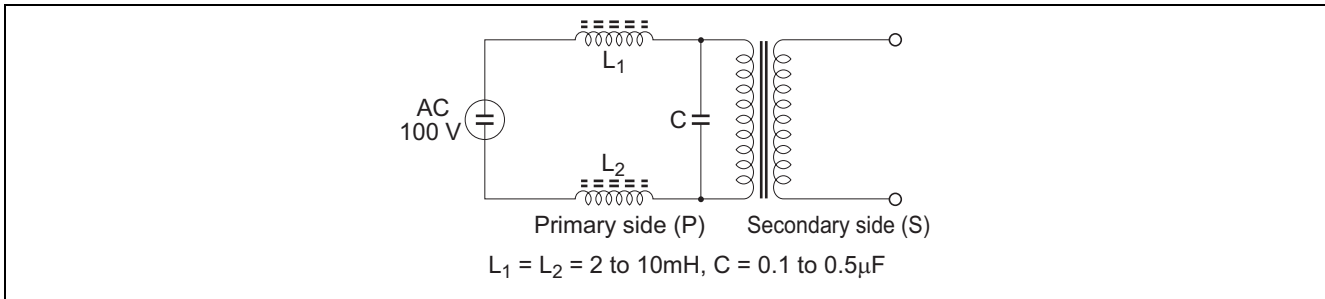 L1
AC
100 V
C
L2
Primary side (P) Secondary side (S)
L1 = L2 = 2 to 10mH, C = 0.1 to 0.5μF